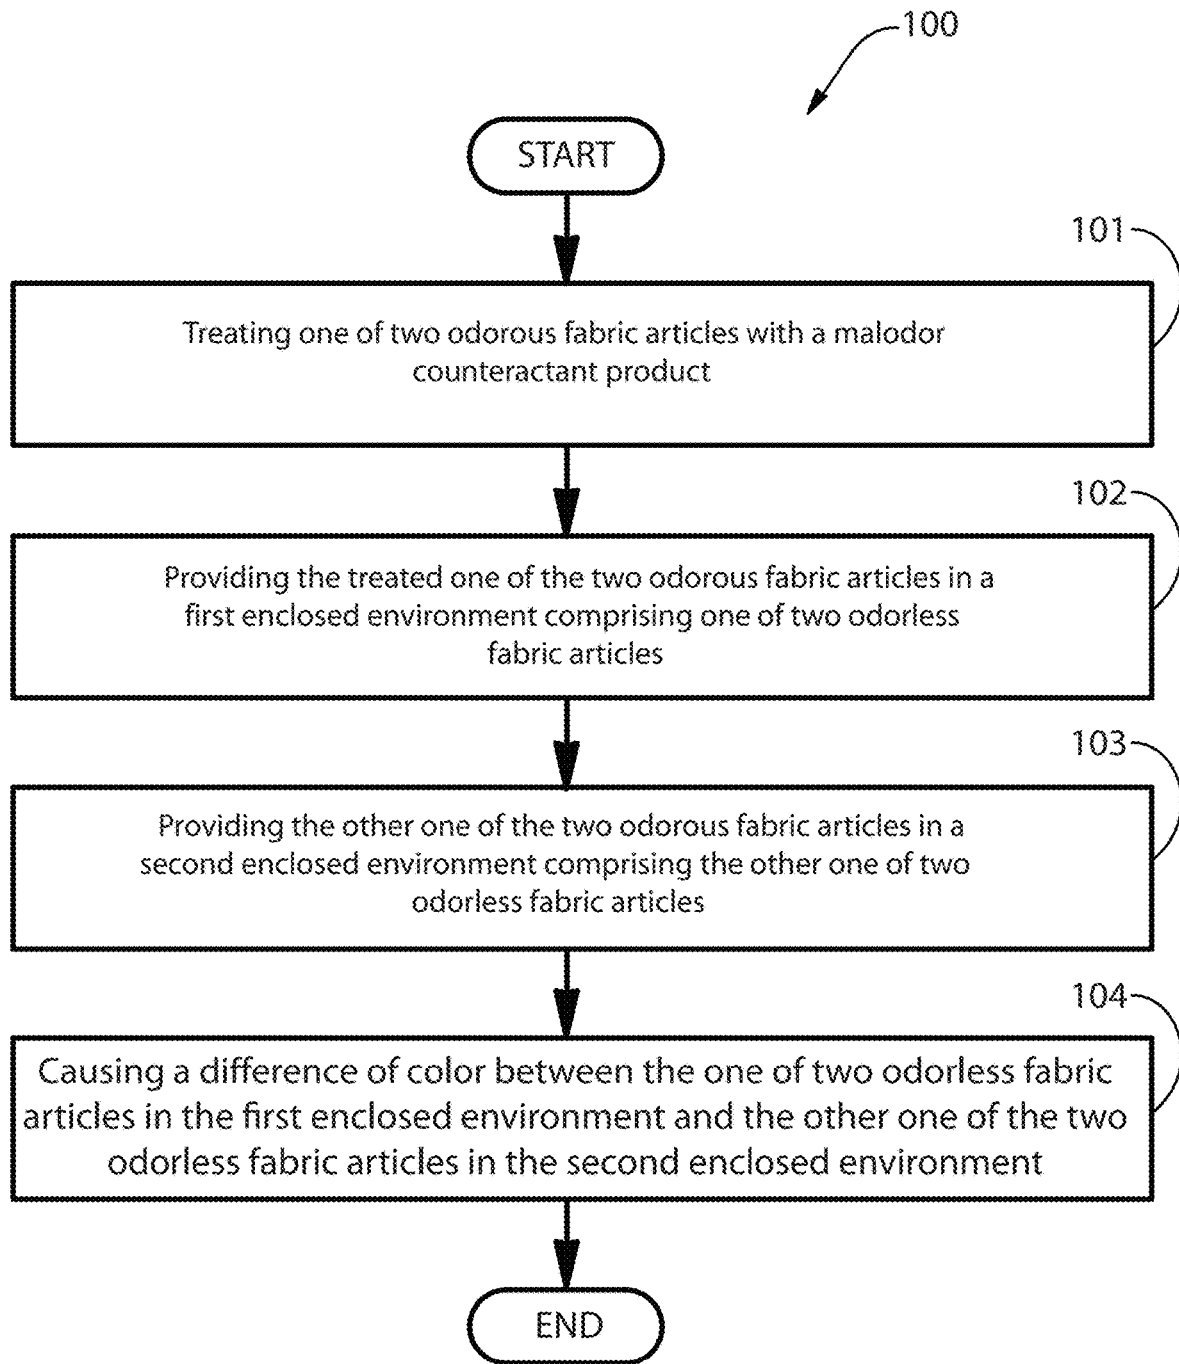 100
START
101
Treating one of two odorous fabric articles with a malodor
counteractant product
102
Providing the treated one of the two odorous fabric articles in a
first enclosed environment comprising one of two odorless
fabric articles
103
Providing the other one of the two odorous fabric articles in a
second enclosed environment comprising the other one of two
odorless fabric articles
104
Causing a difference of color between the one of two odorless fabric
articles in the first enclosed environment and the other one of the two
odorless fabric articles in the second enclosed environment
END